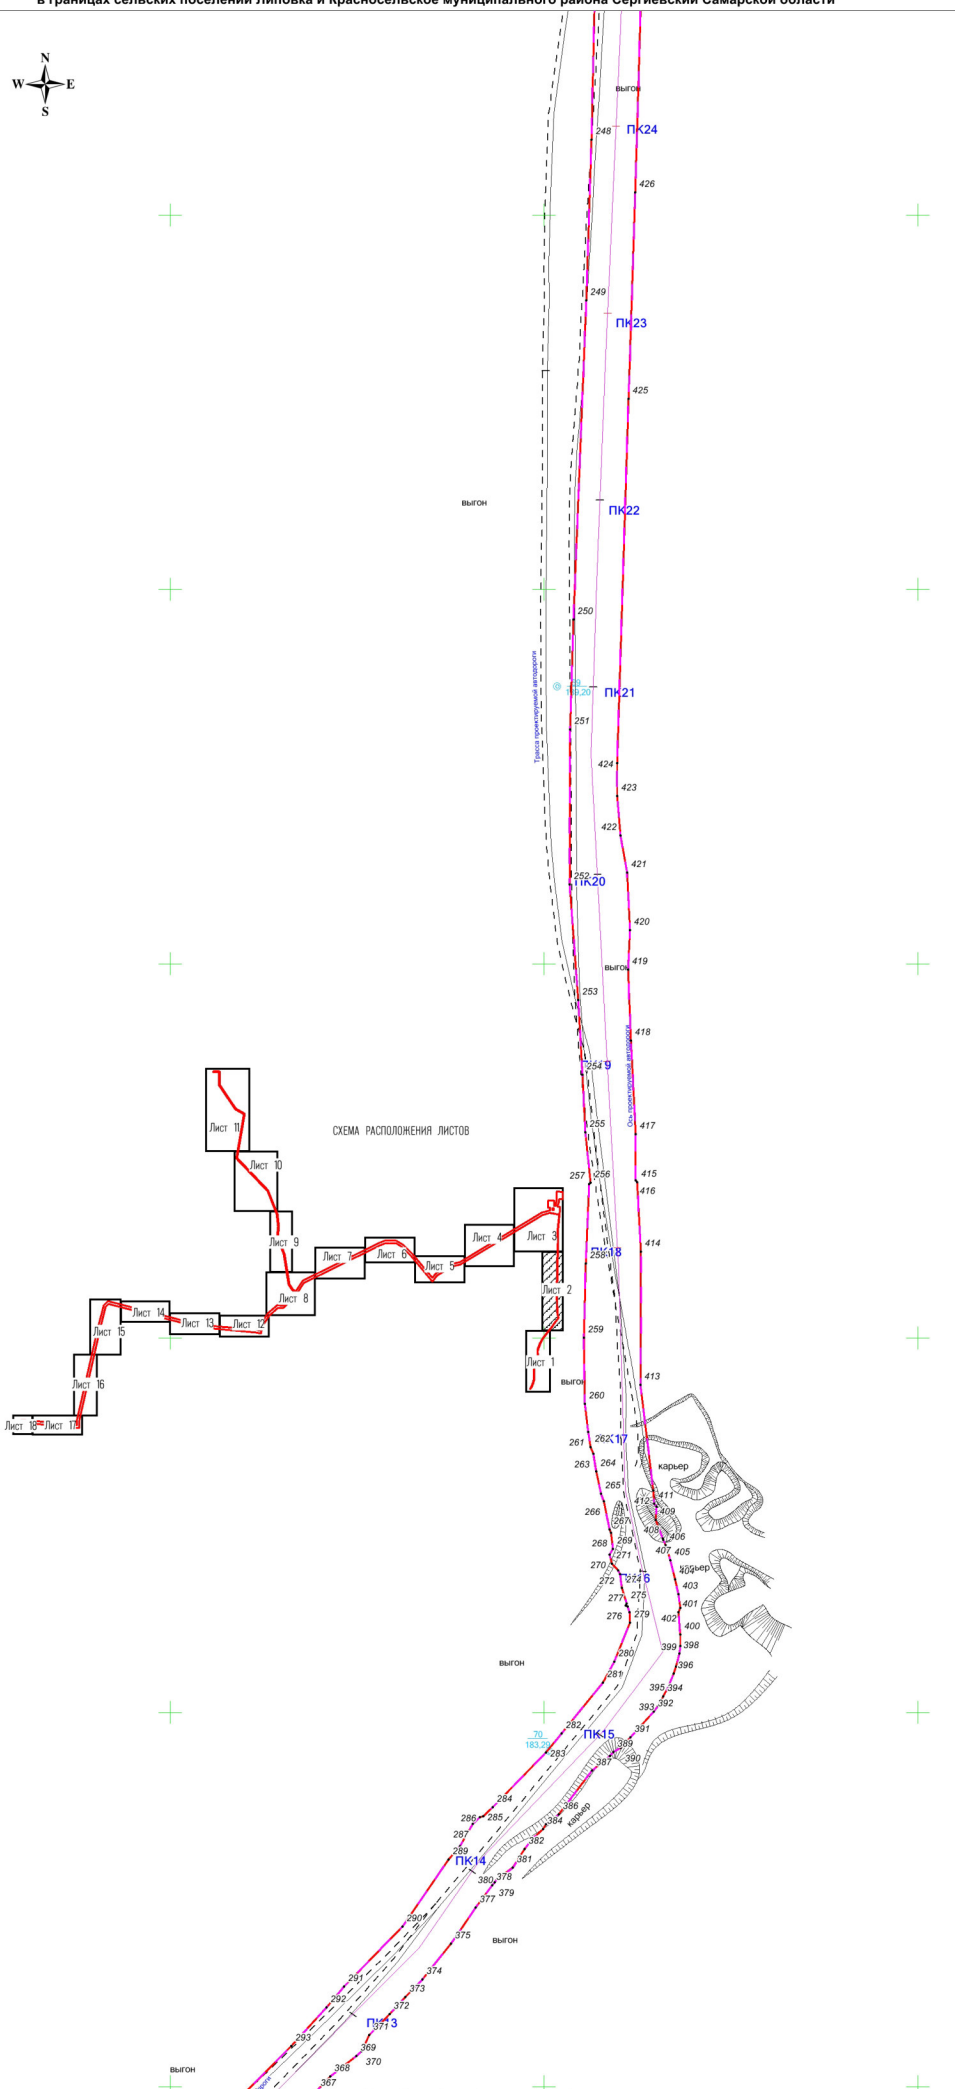 в границах сельских поселений Липовка и Красносельское муниципального района Сергиевский Самарской области
N
W E
S
выгон
248
ПК24
426
249
ПК23
425
выгон
ПК22
250
Трасса проектируемой автодороги
ПК21
251
424
423
422
421
252
ПК20
420
выгон
419
253
418
Ось проектируемой автодороги
254
255
417
СХЕМА РАСПОЛОЖЕНИЯ ЛИСТОВ
Лист 11
Лист 10
257
256
415
416
Лист 9
Лист 8
Лист 7
Лист 6
Лист 5
Лист 4
Лист 3
Лист 2
Лист 1
Лист 12
Лист 13
Лист 14
Лист 15
Лист 16
Лист 17
Лист 18
414
258
259
413
выгон
260
261
262
263
264
карьер
265
411
412
266
409
267
408
406
268
269
407
405
271
270
404
272
274
403
275
277
401
276
279
402
400
280
399
398
выгон
396
281
395
394
393
392
282
ПК15
391
70
183,20
283
389
387
390
284
386
286
285
384
карьер
287
382
289
381
ПК14
378
380
379
377
290
375
выгон
374
291
373
292
372
371
293
369
370
368
выгон
367